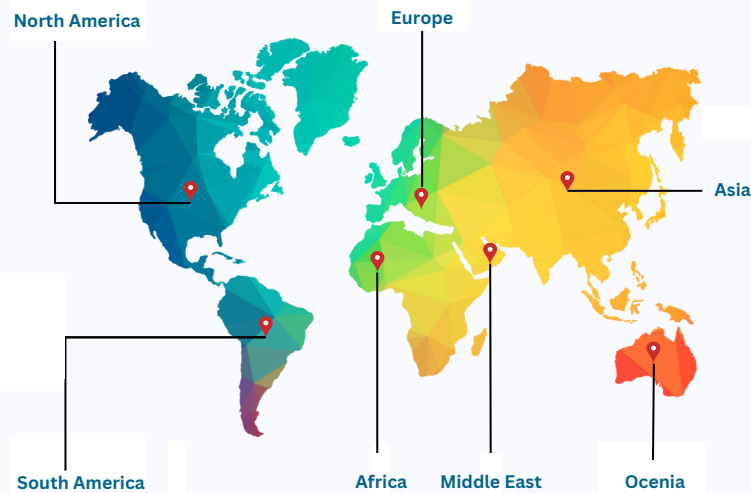 North America
Europe
Asia
South America
Africa
Middle East
Ocenia